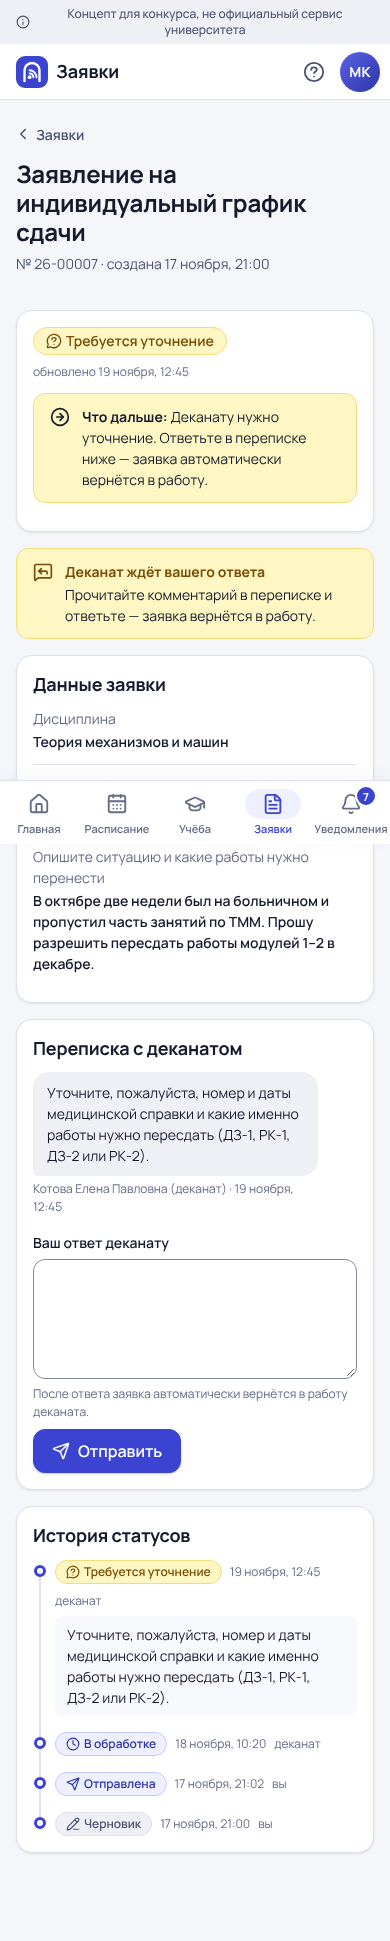 Концепт для конкурса, не официальный сервис
университета
Заявки
МК
Заявки
Заявление на
индивидуальный график
сдачи
№ 26-00007 · создана 17 ноября, 21:00
Требуется уточнение
обновлено 19 ноября, 12:45
Что дальше: Деканату нужно
уточнение. Ответьте в переписке
ниже — заявка автоматически
вернётся в работу.
Деканат ждёт вашего ответа
Прочитайте комментарий в переписке и
ответьте — заявка вернётся в работу.
Данные заявки
Дисциплина
Теория механизмов и машин
7
Главная
Расписание
Учёба
Заявки
Уведомления
Опишите ситуацию и какие работы нужно
перенести
В октябре две недели был на больничном и
пропустил часть занятий по ТММ. Прошу
разрешить пересдать работы модулей 1–2 в
декабре.
Переписка с деканатом
Уточните, пожалуйста, номер и даты
медицинской справки и какие именно
работы нужно пересдать (ДЗ-1, РК-1,
ДЗ-2 или РК-2).
Котова Елена Павловна (деканат) · 19 ноября,
12:45
Ваш ответ деканату
После ответа заявка автоматически вернётся в работу
деканата.
Отправить
История статусов
Требуется уточнение 19 ноября, 12:45
деканат
Уточните, пожалуйста, номер и даты
медицинской справки и какие именно
работы нужно пересдать (ДЗ-1, РК-1,
ДЗ-2 или РК-2).
В обработке 18 ноября, 10:20 деканат
Отправлена 17 ноября, 21:02 вы
Черновик 17 ноября, 21:00 вы